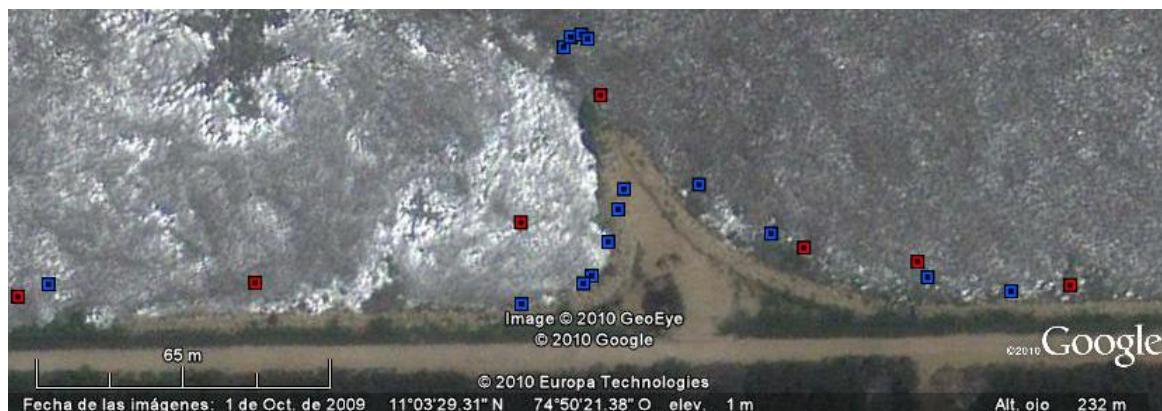 Image © 2010 GeoEye
© 2010 Google
©2010 Google
65 m
© 2010 Europa Technologies
Fecha de las imágenes: 1 de Oct. de 2009 11°03'29.31" N 74°50'21.38" O elev. 1 m Alt. ojo 232 m